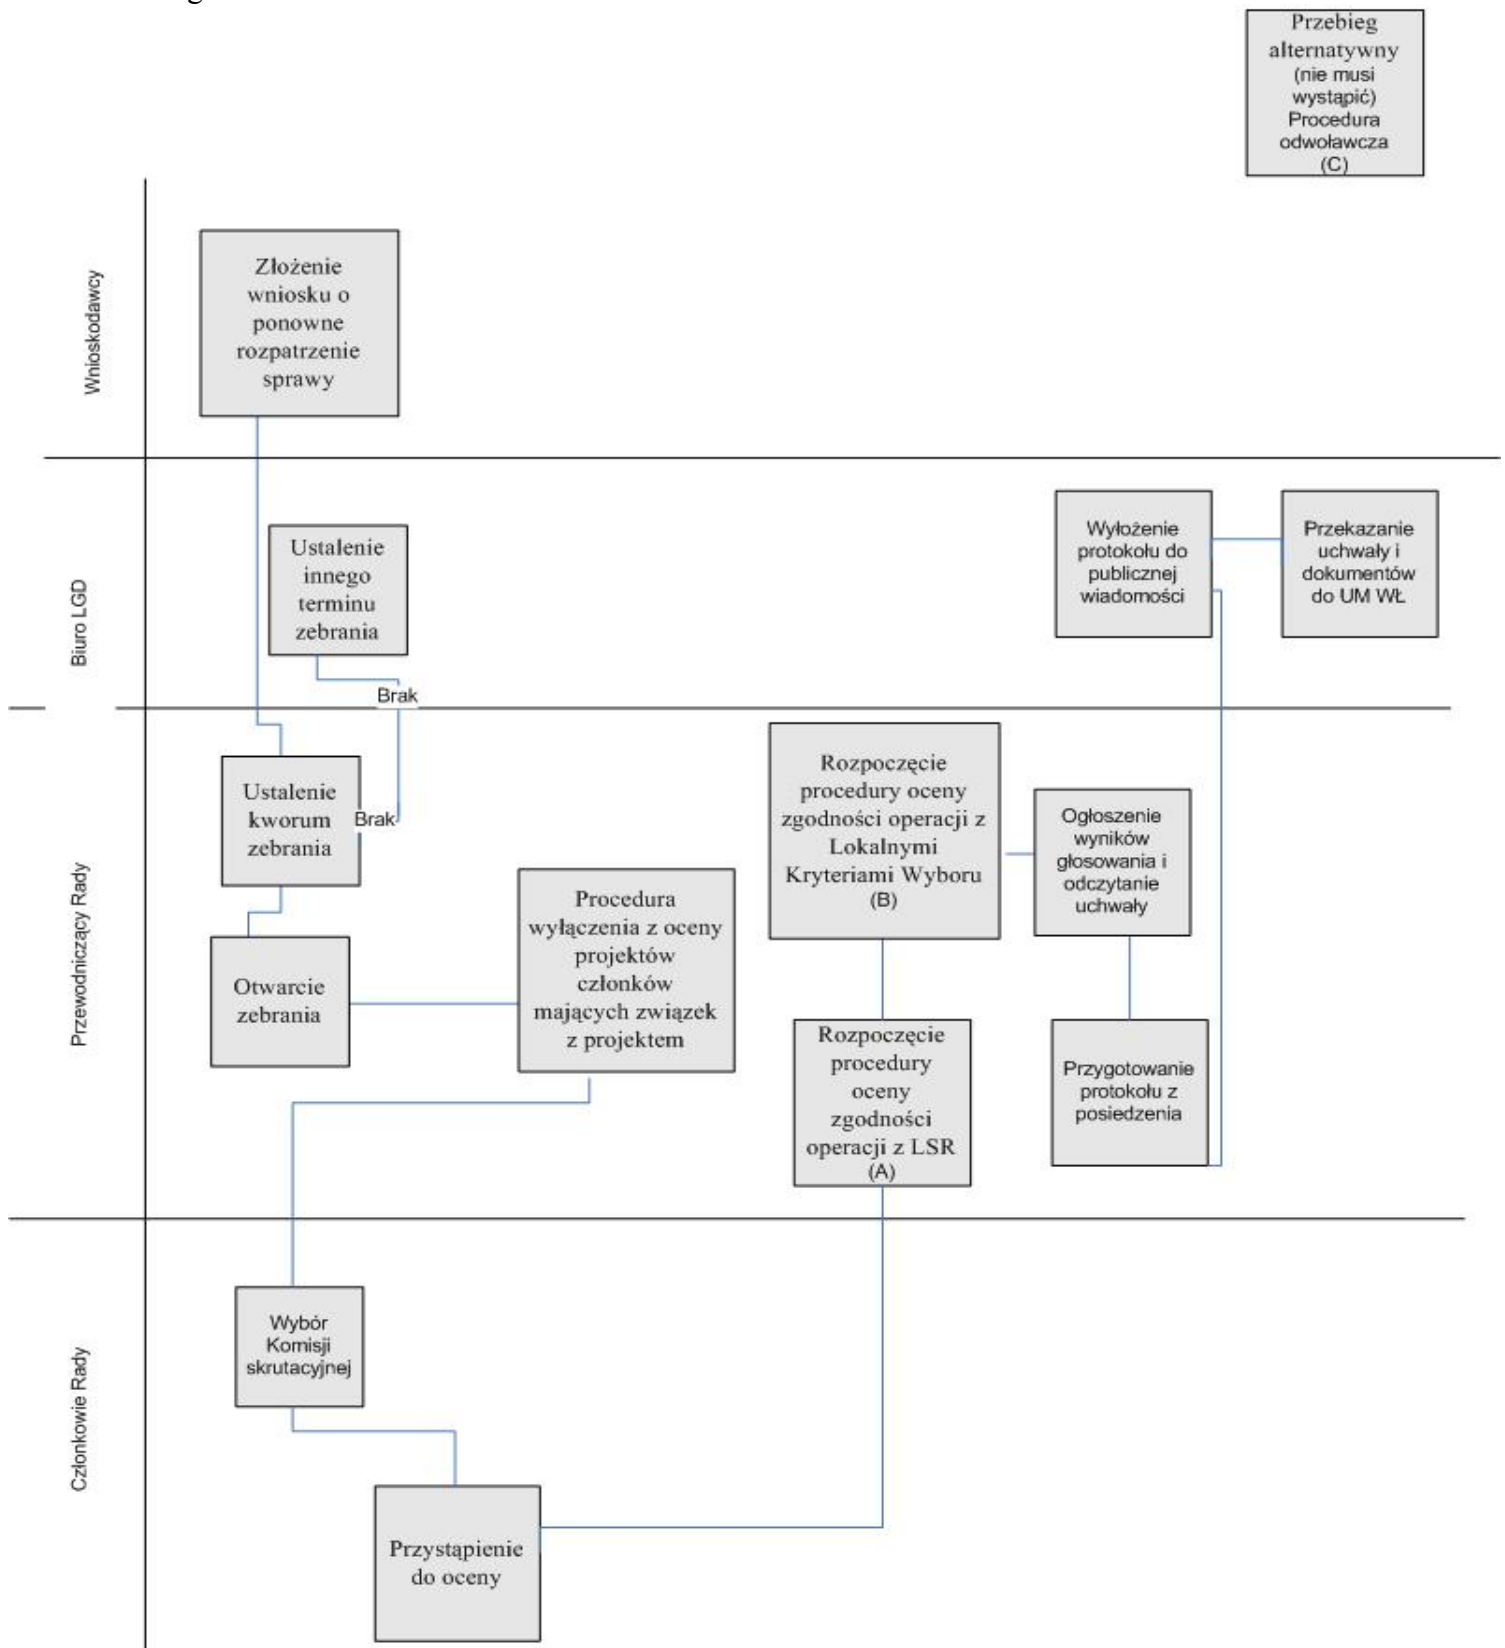 Przebieg
alternatywny
(nie musi
wystąpić)
Procedura
odwoławcza
(C)
Wnioskodawcy
Złożenie
wniosku o
ponowne
rozpatrzenie
sprawy
Biuro LGD
Ustalenie
innego
terminu
zebrania
Wyłożenie
protokołu do
publicznej
wiadomości
Przekazanie
uchwały i
dokumentów
do UM WŁ
Brak
Przewodniczący Rady
Ustalenie
kworum
zebrania
Brak
Otwarcie
zebrania
Procedura
wyłączenia z oceny
projektów
członków
mających związek
z projektem
Rozpoczęcie
procedury oceny
zgodności operacji z
Lokalnymi
Kryteriami Wyboru
(B)
Ogłoszenie
wyników
głosowania i
odczytanie
uchwały
Rozpoczęcie
procedury
oceny
zgodności
operacji z LSR
(A)
Przygotowanie
protokołu z
posiedzenia
Członkowie Rady
Wybór
Komisji
skrutacyjnej
Przystąpienie
do oceny